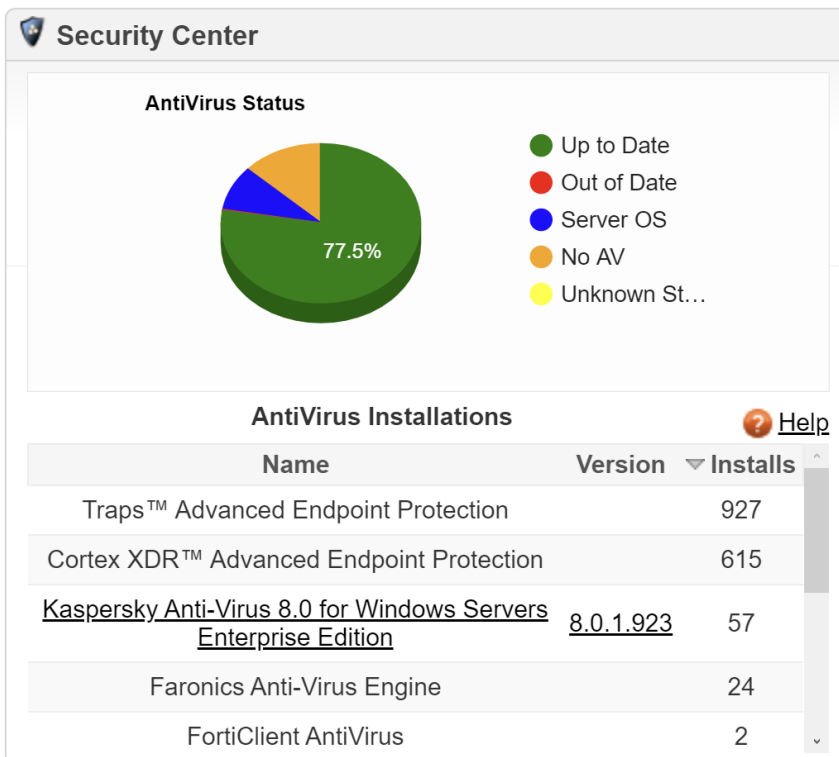 Security Center
AntiVirus Status
77.5%
Up to Date
Out of Date
Server OS
No AV
Unknown St…
AntiVirus Installations
? Help
Name Version Installs
Traps™ Advanced Endpoint Protection 927
Cortex XDR™ Advanced Endpoint Protection 615
Kaspersky Anti-Virus 8.0 for Windows Servers
Enterprise Edition 8.0.1.923 57
Faronics Anti-Virus Engine 24
FortiClient AntiVirus 2